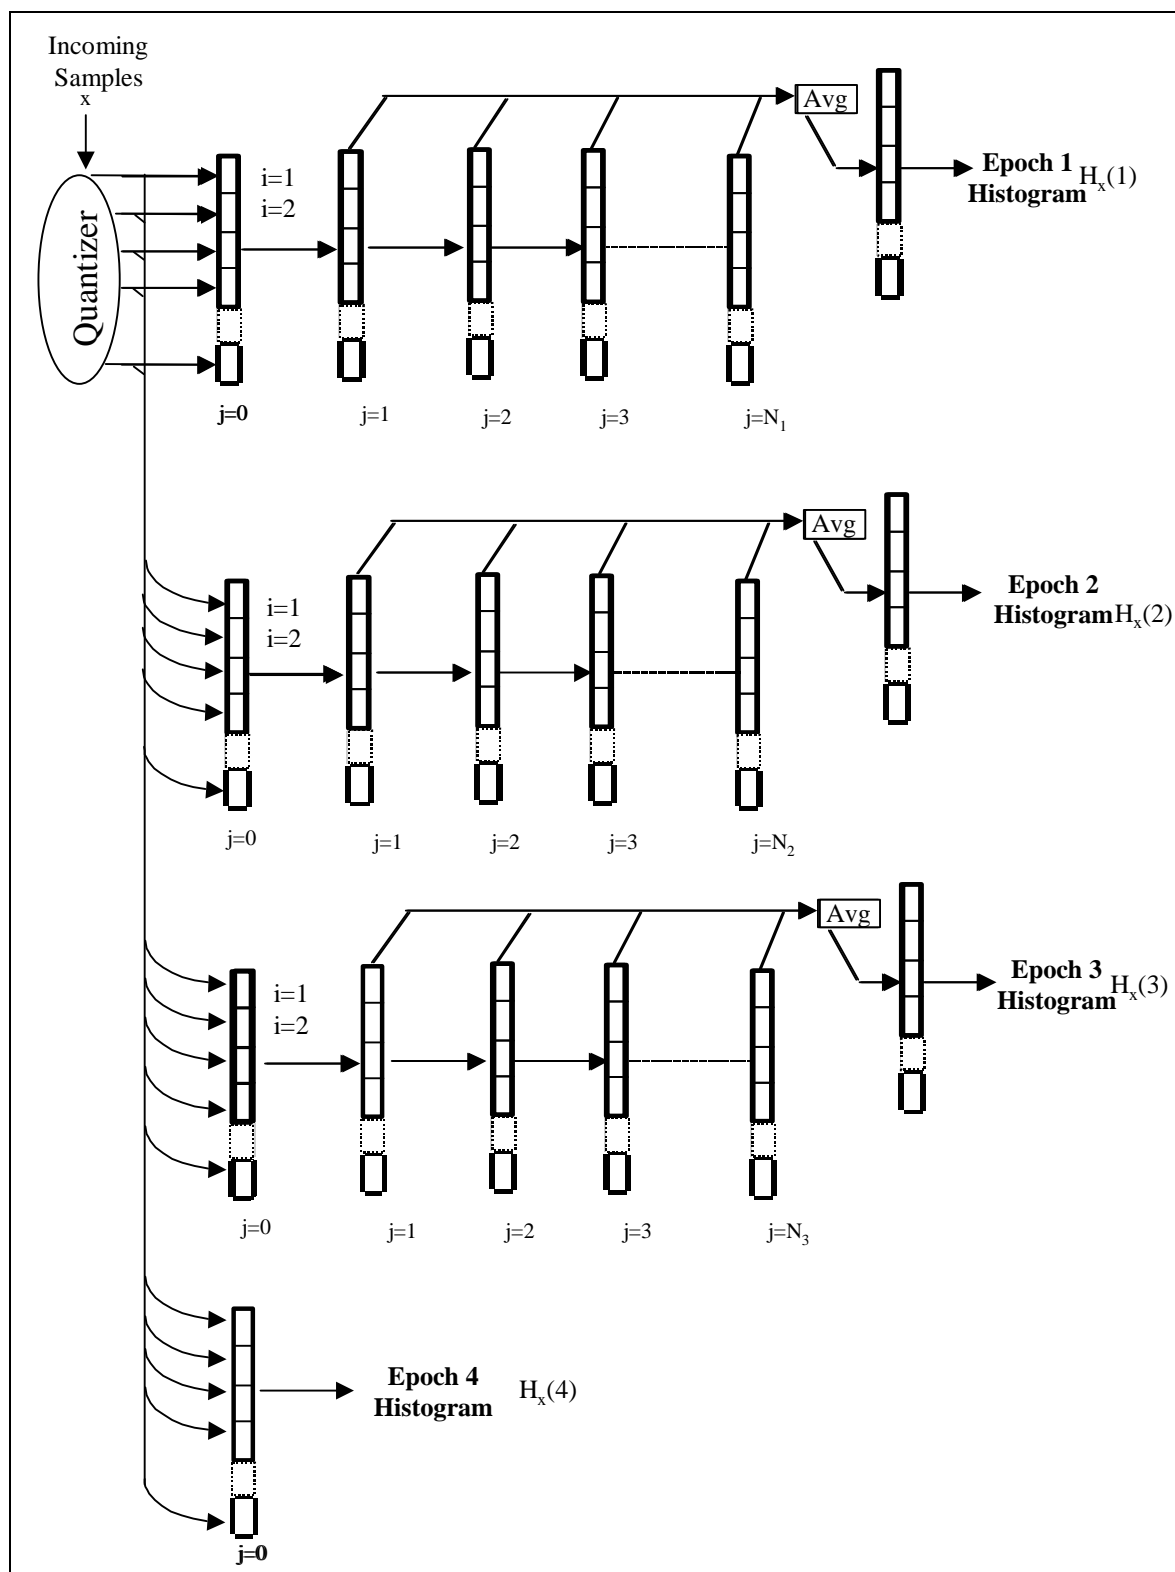 Incoming
Samples
x
Quantizer
i=1
i=2
Avg
Epoch 1 H_x(1)
Histogram
j=0
j=1
j=2
j=3
j=N_1
i=1
i=2
Avg
Epoch 2
Histogram H_x(2)
j=0
j=1
j=2
j=3
j=N_2
i=1
i=2
Avg
Epoch 3 H_x(3)
Histogram
j=0
j=1
j=2
j=3
j=N_3
Epoch 4 H_x(4)
Histogram
j=0